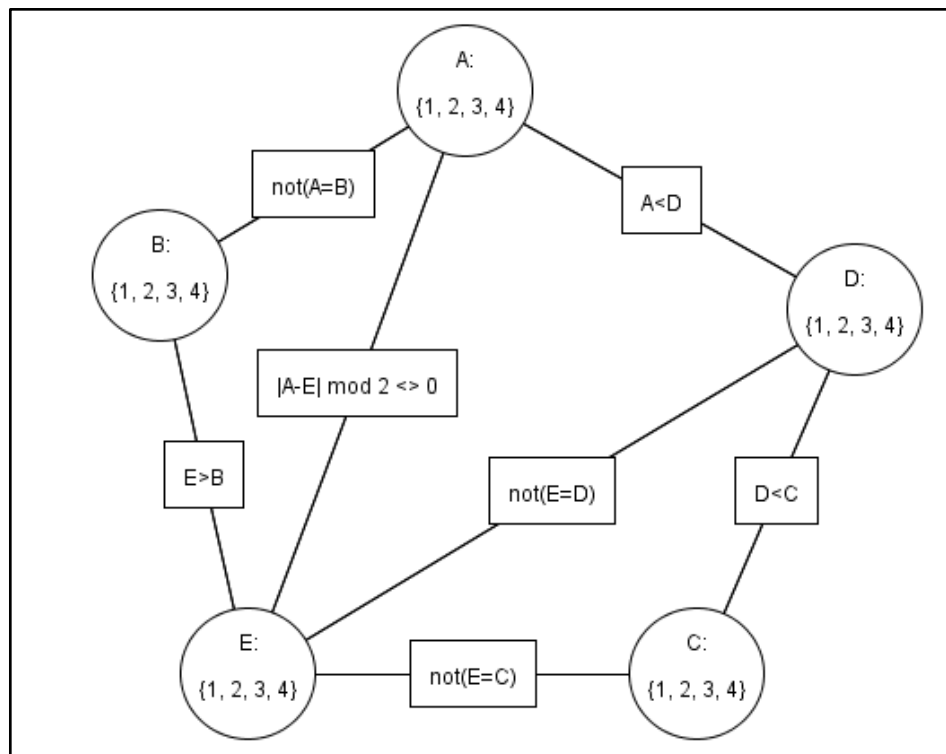 A:
{1, 2, 3, 4}
not(A=B)
A<D
B:
{1, 2, 3, 4}
D:
{1, 2, 3, 4}
|A-E| mod 2 <> 0
E>B
not(E=D)
D<C
E:
{1, 2, 3, 4}
not(E=C)
C:
{1, 2, 3, 4}